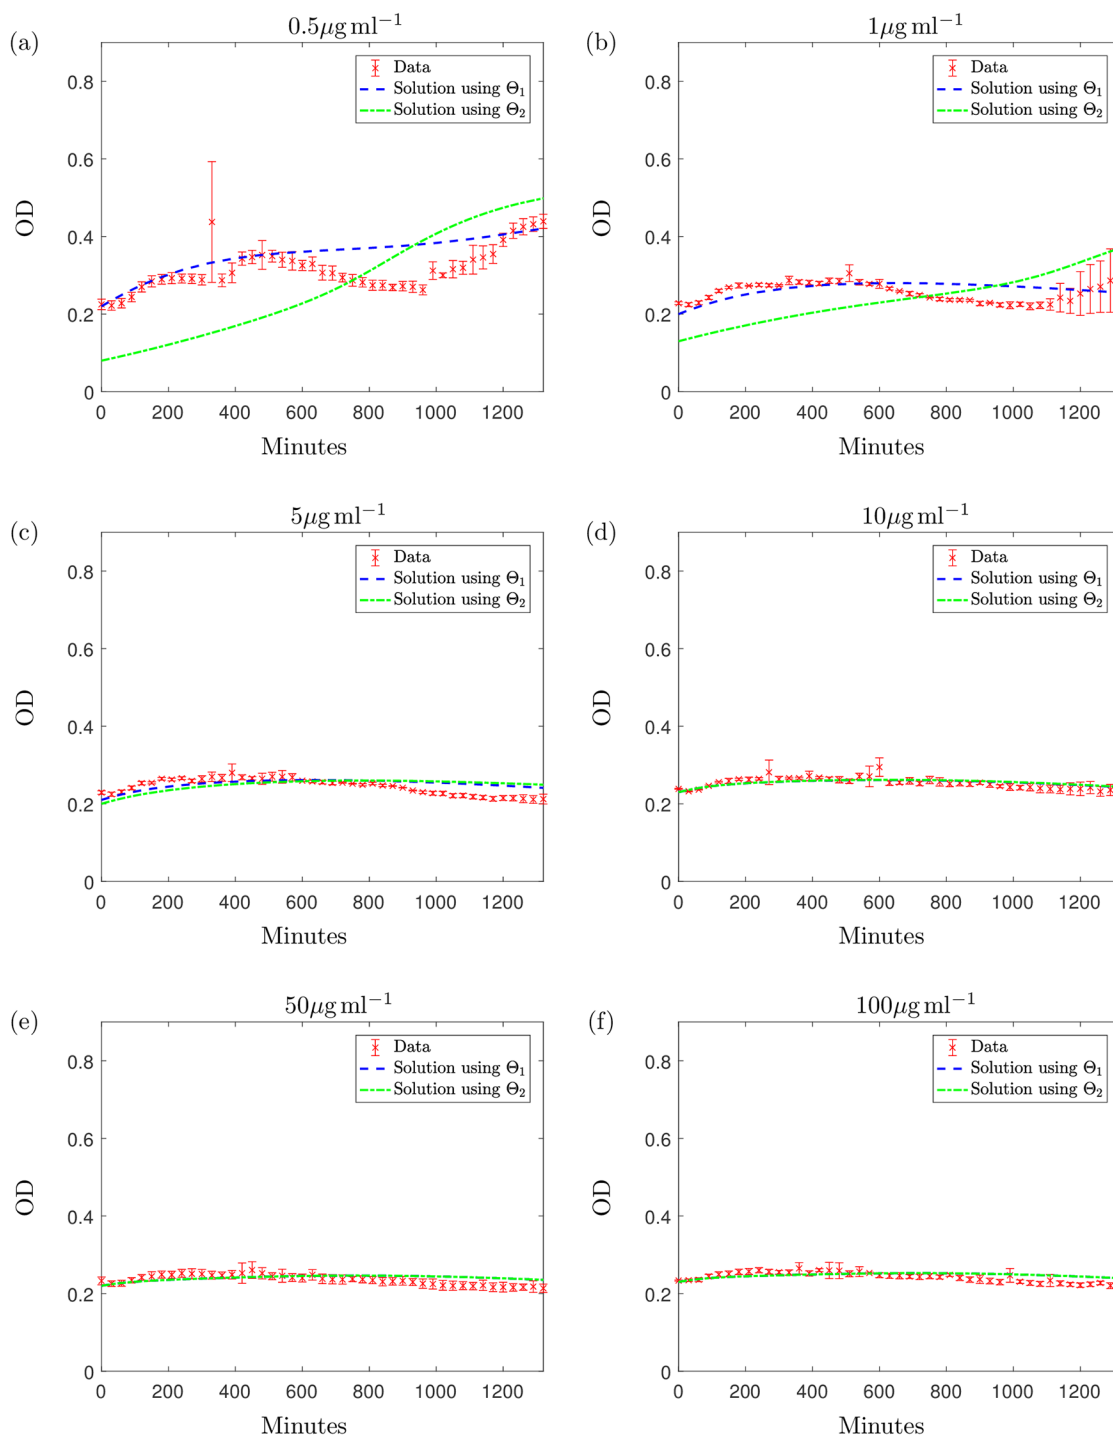 (a)
0.5μg ml⁻¹
0.8
0.6
0.4
0.2
0
OD
Data
Solution using Θ₁
Solution using Θ₂
0 200 400 600 800 1000 1200
Minutes
(b)
1μg ml⁻¹
0.8
0.6
0.4
0.2
0
OD
Data
Solution using Θ₁
Solution using Θ₂
0 200 400 600 800 1000 1200
Minutes
(c)
5μg ml⁻¹
0.8
0.6
0.4
0.2
0
OD
Data
Solution using Θ₁
Solution using Θ₂
0 200 400 600 800 1000 1200
Minutes
(d)
10μg ml⁻¹
0.8
0.6
0.4
0.2
0
OD
Data
Solution using Θ₁
Solution using Θ₂
0 200 400 600 800 1000 1200
Minutes
(e)
50μg ml⁻¹
0.8
0.6
0.4
0.2
0
OD
Data
Solution using Θ₁
Solution using Θ₂
0 200 400 600 800 1000 1200
Minutes
(f)
100μg ml⁻¹
0.8
0.6
0.4
0.2
0
OD
Data
Solution using Θ₁
Solution using Θ₂
0 200 400 600 800 1000 1200
Minutes